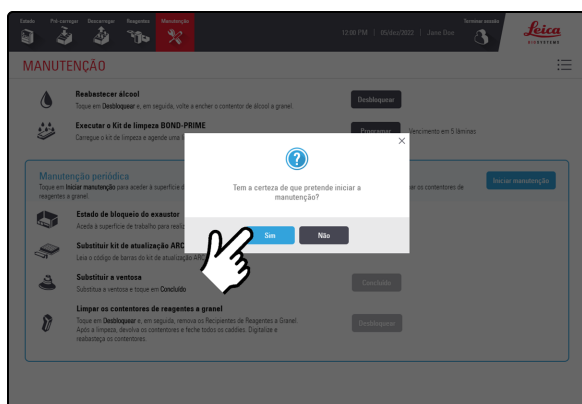 Estado Pré-carregar Descarregar Reagentes Manutenção
12:00 PM | 05/dez/2022 | Jane Doe
Terminar sessão
Leica
BIOSYSTEMS
MANUTENÇÃO
Reabastecer álcool
Toque em Desbloquear e, em seguida, volte a encher o contentor de álcool a granel.
Desbloquear
Executar o Kit de limpeza BOND-PRIME
Carregue o kit de limpeza e agende uma l
Programar
Vencimento em 5 lâminas
Tem a certeza de que pretende iniciar a
manutenção?
Sim Não
Manutenção periódica
Toque em Iniciar manutenção para aceder à superfície d
ar os contentores de
reagentes a granel.
Iniciar manutenção
Estado de bloqueio do exaustor
Aceda à superfície de trabalho para realiz
Substituir kit de atualização ARC
Leia o código de barras do kit de atualização ARC
Substituir a ventosa
Substitua a ventosa e toque em Concluído
Concluído
Limpar os contentores de reagentes a granel
Toque em Desbloquear e, em seguida, remova os Recipientes de Reagentes a Granel.
Após a limpeza, devolva os contentores e feche todos os caddies. Digitalize e
reabasteça os contentores.
Desbloquear